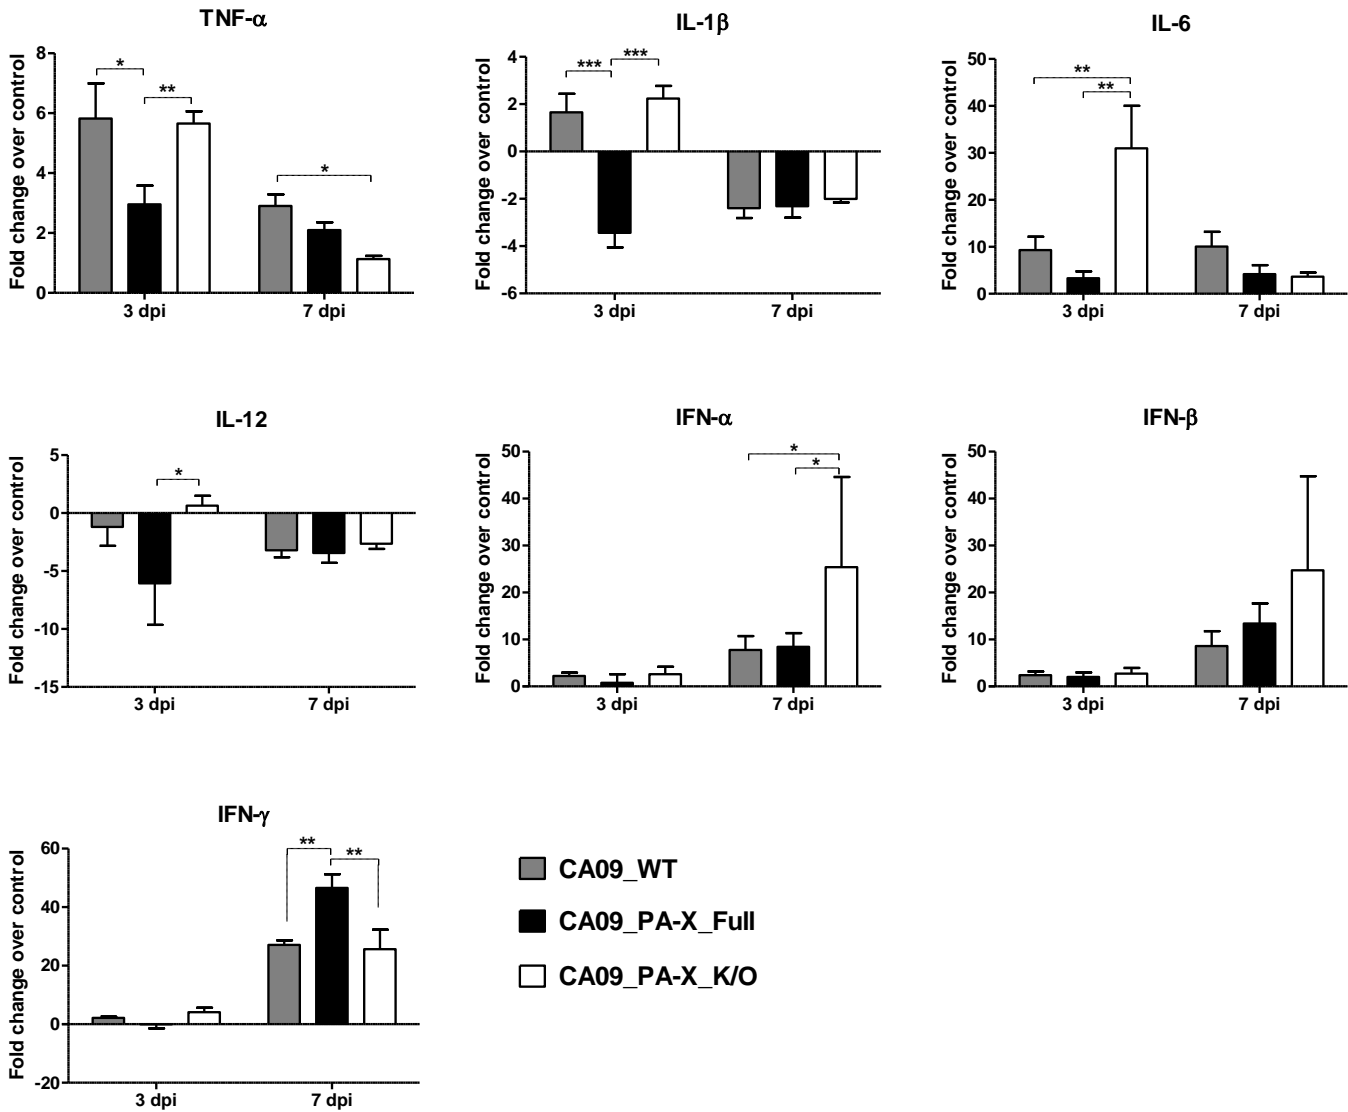 TNF-α
Fold change over control
8
6
4
2
0
*
**
*
3 dpi
7 dpi
IL-1β
Fold change over control
4
2
0
-2
-4
-6
***
***
3 dpi
7 dpi
IL-6
Fold change over control
50
40
30
20
10
0
**
**
3 dpi
7 dpi
IL-12
Fold change over control
5
0
-5
-10
-15
*
3 dpi
7 dpi
IFN-α
Fold change over control
50
40
30
20
10
0
*
*
3 dpi
7 dpi
IFN-β
Fold change over control
50
40
30
20
10
0
3 dpi
7 dpi
IFN-γ
Fold change over control
60
40
20
0
-20
**
**
3 dpi
7 dpi
CA09_WT
CA09_PA-X_Full
CA09_PA-X_K/O